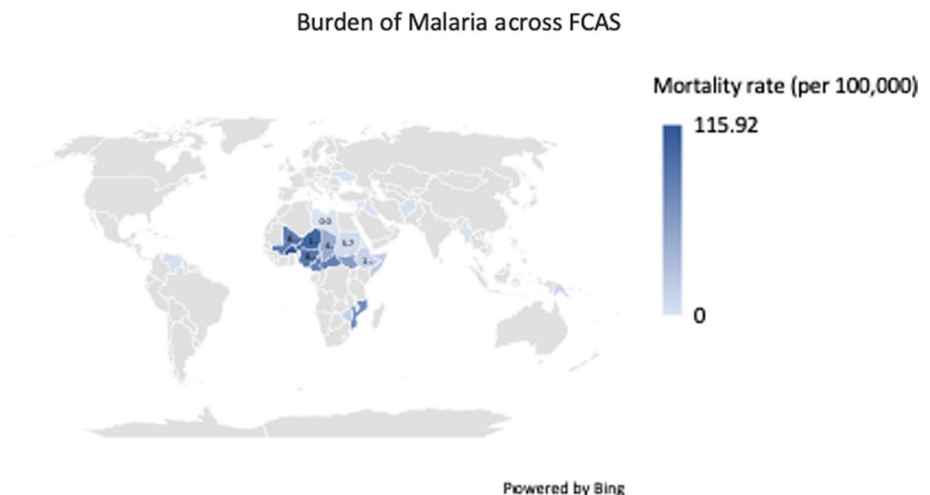 Burden of Malaria across FCAS
Mortality rate (per 100,000)
115.92
0
Powered by Bing